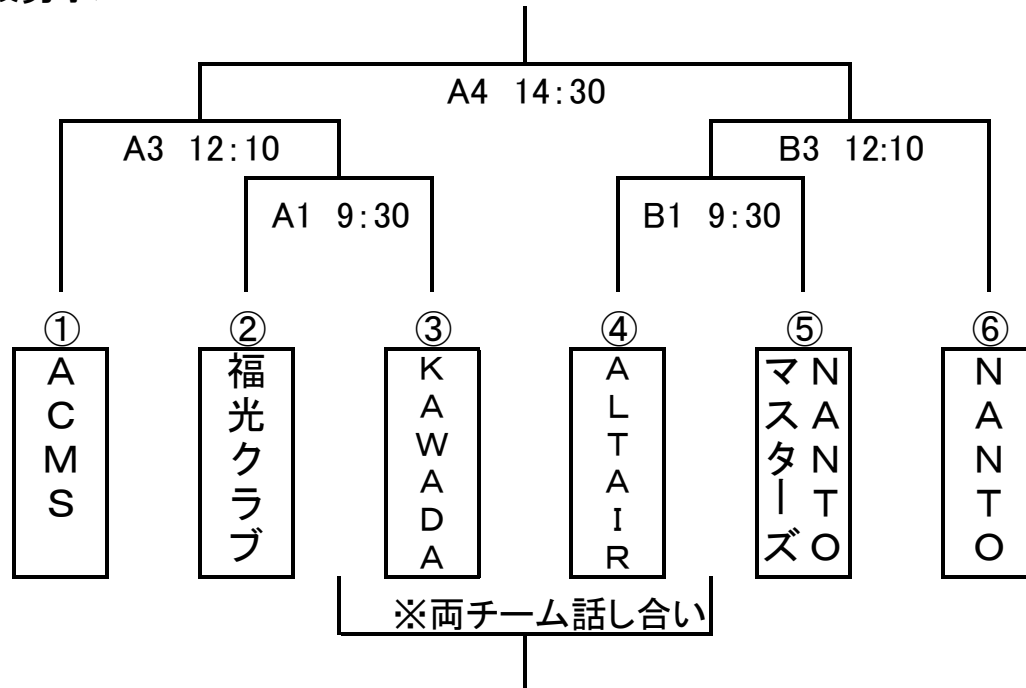 A4 14:30
A3 12:10
B3 12:10
A1 9:30
B1 9:30
① ② ③ ④ ⑤ ⑥
ACMS
福光クラブ
KAWADA
ALTAIR
NANTO
マスターズ
NANTO
※両チーム話し合い